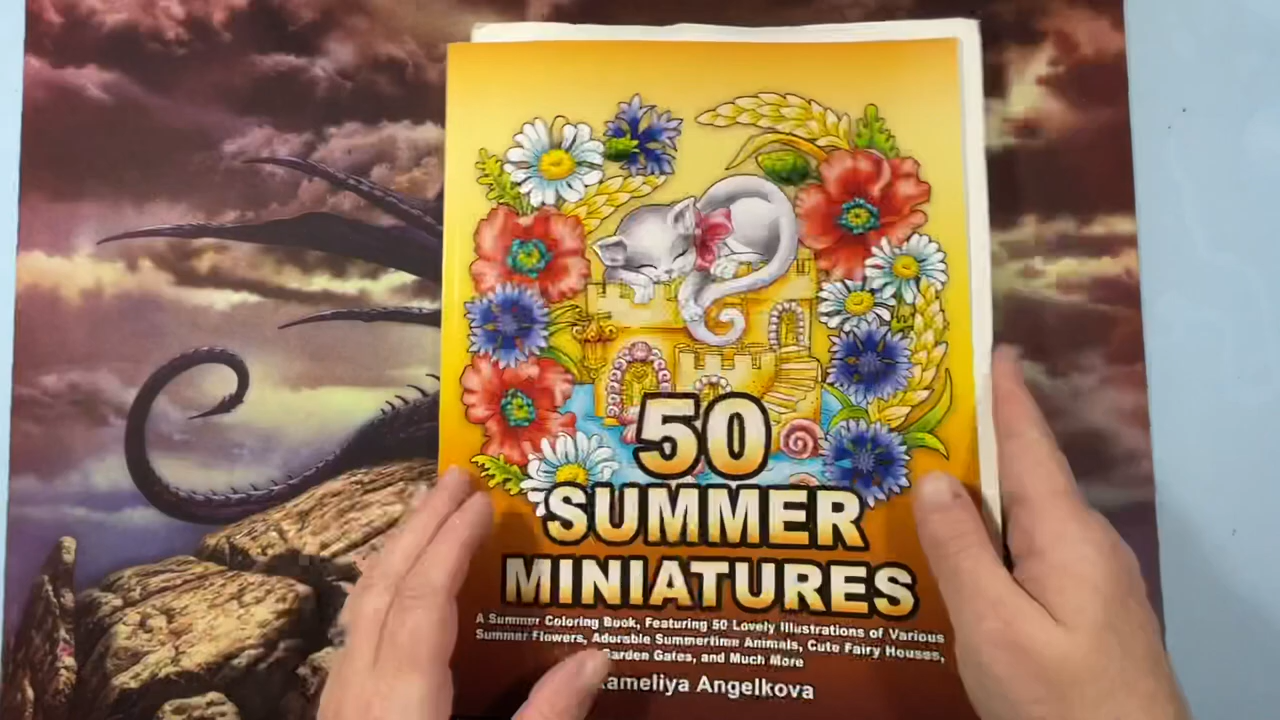 50
SUMMER
MINIATURES
A Summer Coloring Book, Featuring 50 Lovely Illustrations of Various
Summer Flowers, Adorable Summertime Animals, Cute Fairy Houses,
Garden Gates, and Much More
Kameliya Angelkova